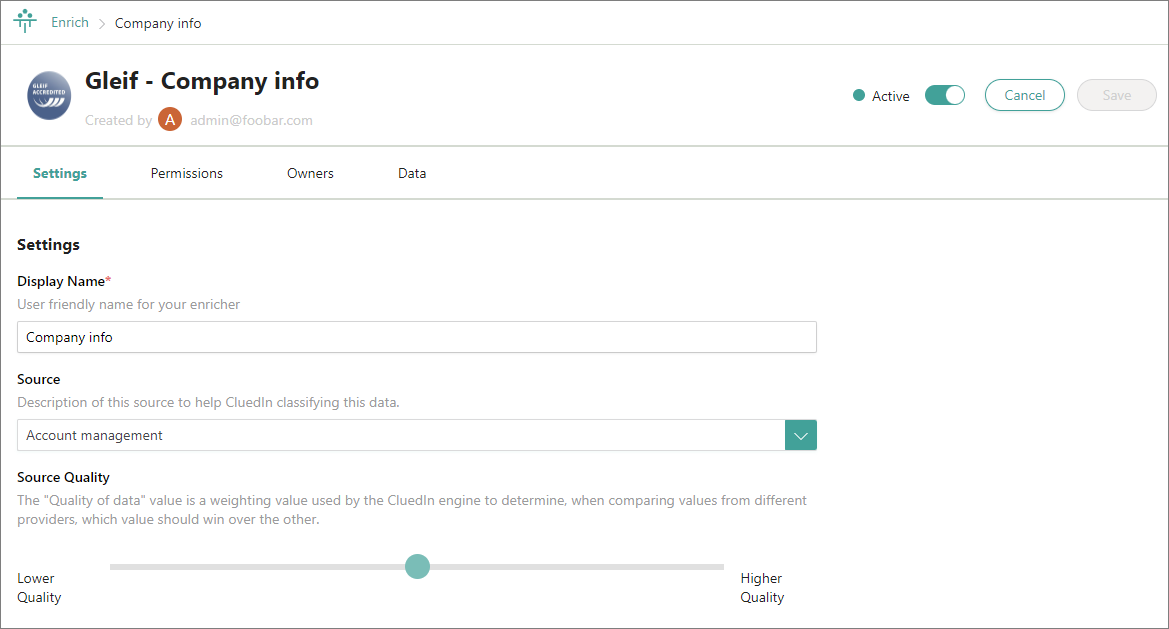 Enrich > Company info
GLEIF
ACCREDITED
Gleif - Company info
Created by A admin@foobar.com
Active
Cancel
Save
Settings Permissions Owners Data
Settings
Display Name*
User friendly name for your enricher
Company info
Source
Description of this source to help CluedIn classifying this data.
Account management
Source Quality
The "Quality of data" value is a weighting value used by the CluedIn engine to determine, when comparing values from different
providers, which value should win over the other.
Lower
Quality
Higher
Quality